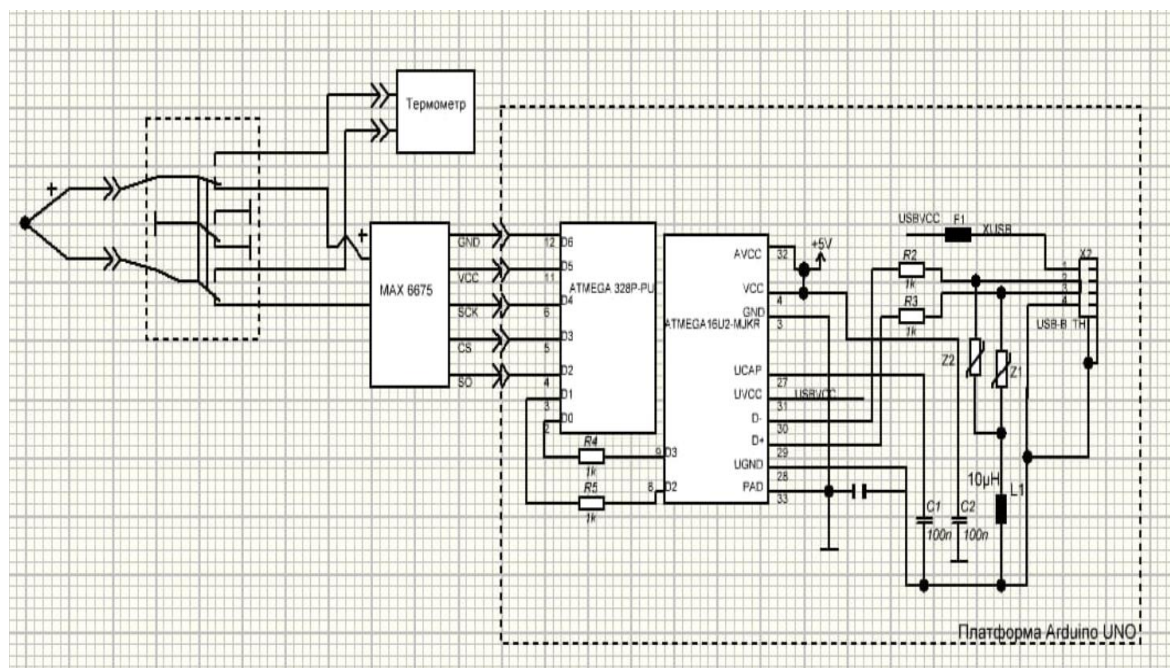 Термометр
+
+
MAX 6675
GND
VCC
SCK
CS
SO
12 D6
11 D5
6 D4
5 D3
4 D2
3 D1
2 D0
ATMEGA 328P-PU
R4
1k
R5
1k
9 D3
8 D2
ATMEGA16U2-MJKR
AVCC 32
VCC 4
GND 3
UCAP 27
UVCC 31
D- 30
D+ 29
UGND 28
PAD 33
+5V
USBVCC
USBVCC F1 XUSB
R2
1k
R3
1k
X2
1
2
3
4
USB-B TH
Z2
Z1
10µH
L1
C1
100n
C2
100n
Платформа Arduino UNO